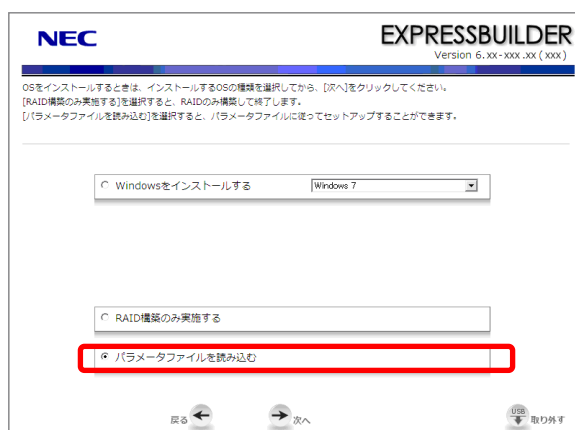 NEC
EXPRESSBUILDER
Version 6.xx-xxx.xx (xxx)
OSをインストールするときは、インストールするOSの種類を選択してから、[次へ]をクリックしてください。
[RAID構築のみ実施する]を選択すると、RAIDのみ構築して終了します。
[パラメータファイルを読み込む]を選択すると、パラメータファイルに従ってセットアップすることができます。
Windowsをインストールする
Windows 7
RAID構築のみ実施する
パラメータファイルを読み込む
戻る
次へ
USB
取り外す